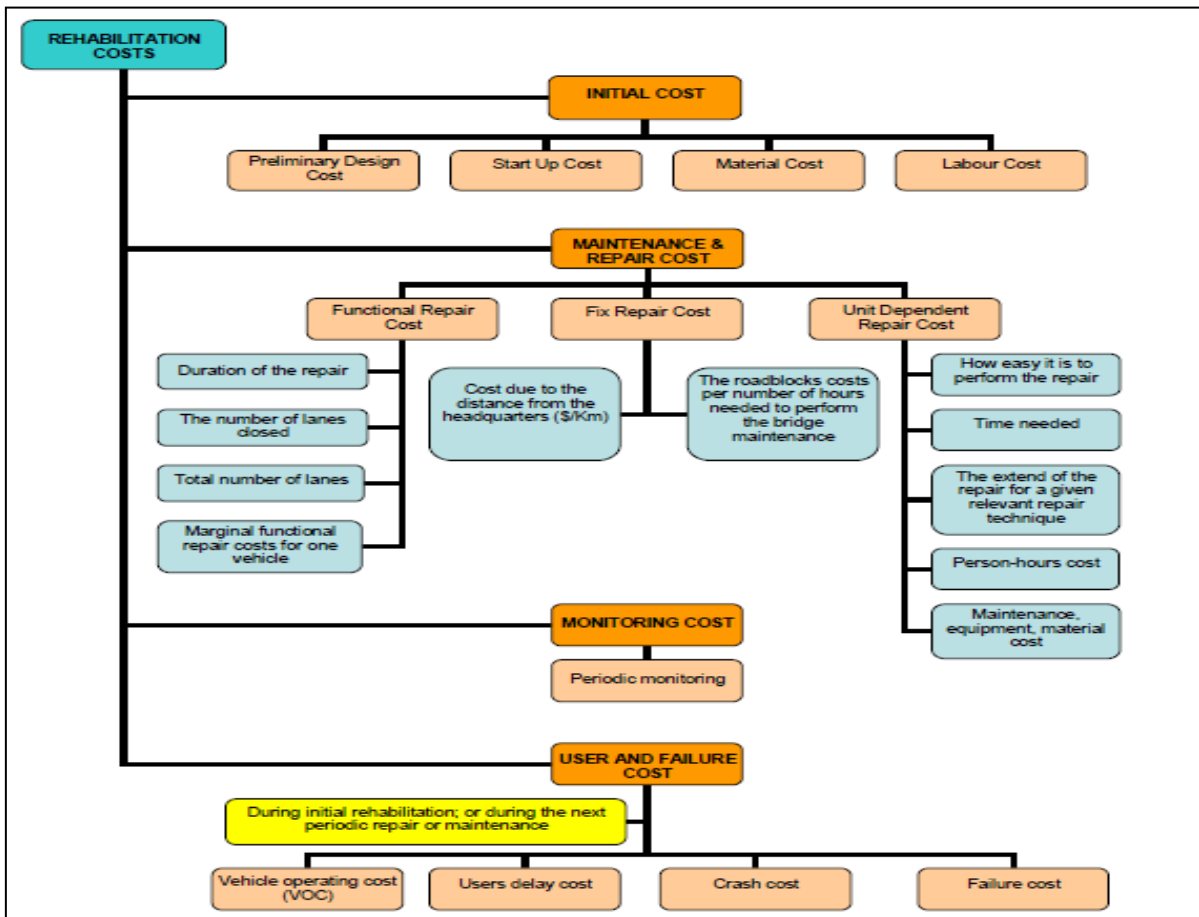 REHABILITATION
COSTS
INITIAL COST
Preliminary Design
Cost
Start Up Cost
Material Cost
Labour Cost
MAINTENANCE &
REPAIR COST
Functional Repair
Cost
Fix Repair Cost
Unit Dependent
Repair Cost
Duration of the repair
The number of lanes
closed
Total number of lanes
Marginal functional
repair costs for one
vehicle
Cost due to the
distance from the
headquarters ($/Km)
The roadblocks costs
per number of hours
needed to perform
the bridge
maintenance
How easy it is to
perform the repair
Time needed
The extend of the
repair for a given
relevant repair
technique
Person-hours cost
Maintenance,
equipment, material
cost
MONITORING COST
Periodic monitoring
USER AND FAILURE
COST
During initial rehabilitation; or during the next
periodic repair or maintenance
Vehicle operating cost
(VOC)
Users delay cost
Crash cost
Failure cost